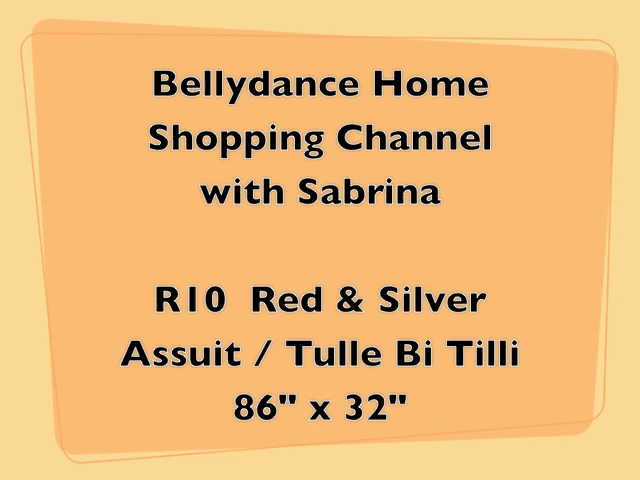 Bellydance Home
Shopping Channel
with Sabrina
R10  Red & Silver
Assuit / Tulle Bi Tilli
86" x 32"